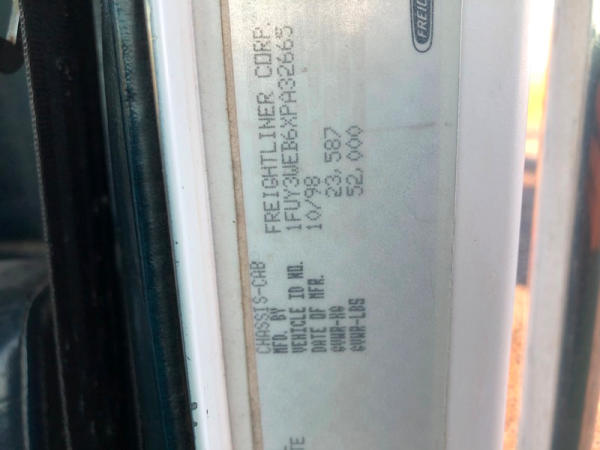 CHASSIS-CAB
MFD. BY FREIGHTLINER CORP.
VEHICLE ID NO. 1FUY3WEB6XPA32665
DATE OF MFR. 10/98
GVWR-KG 23,587
GVWR-LBS 52,000